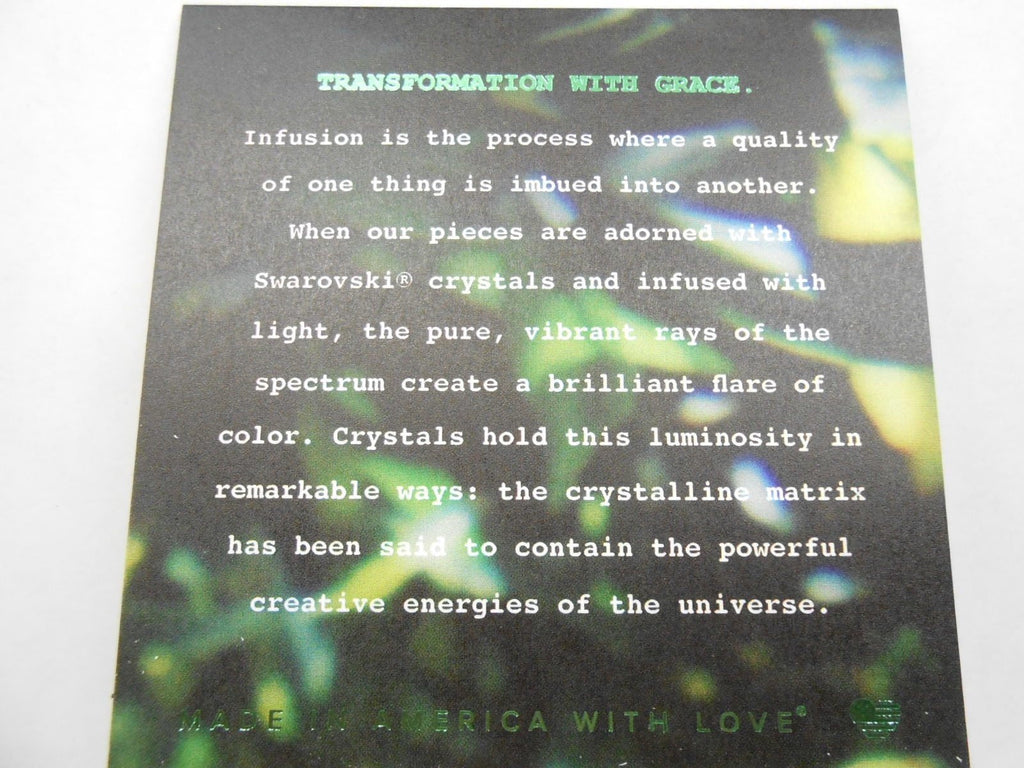 TRANSFORMATION WITH GRACE.
Infusion is the process where a quality
of one thing is imbued into another.
When our pieces are adorned with
Swarovski® crystals and infused with
light, the pure, vibrant rays of the
spectrum create a brilliant flare of
color. Crystals hold this luminosity in
remarkable ways: the crystalline matrix
has been said to contain the powerful
creative energies of the universe.
MADE IN AMERICA WITH LOVE®